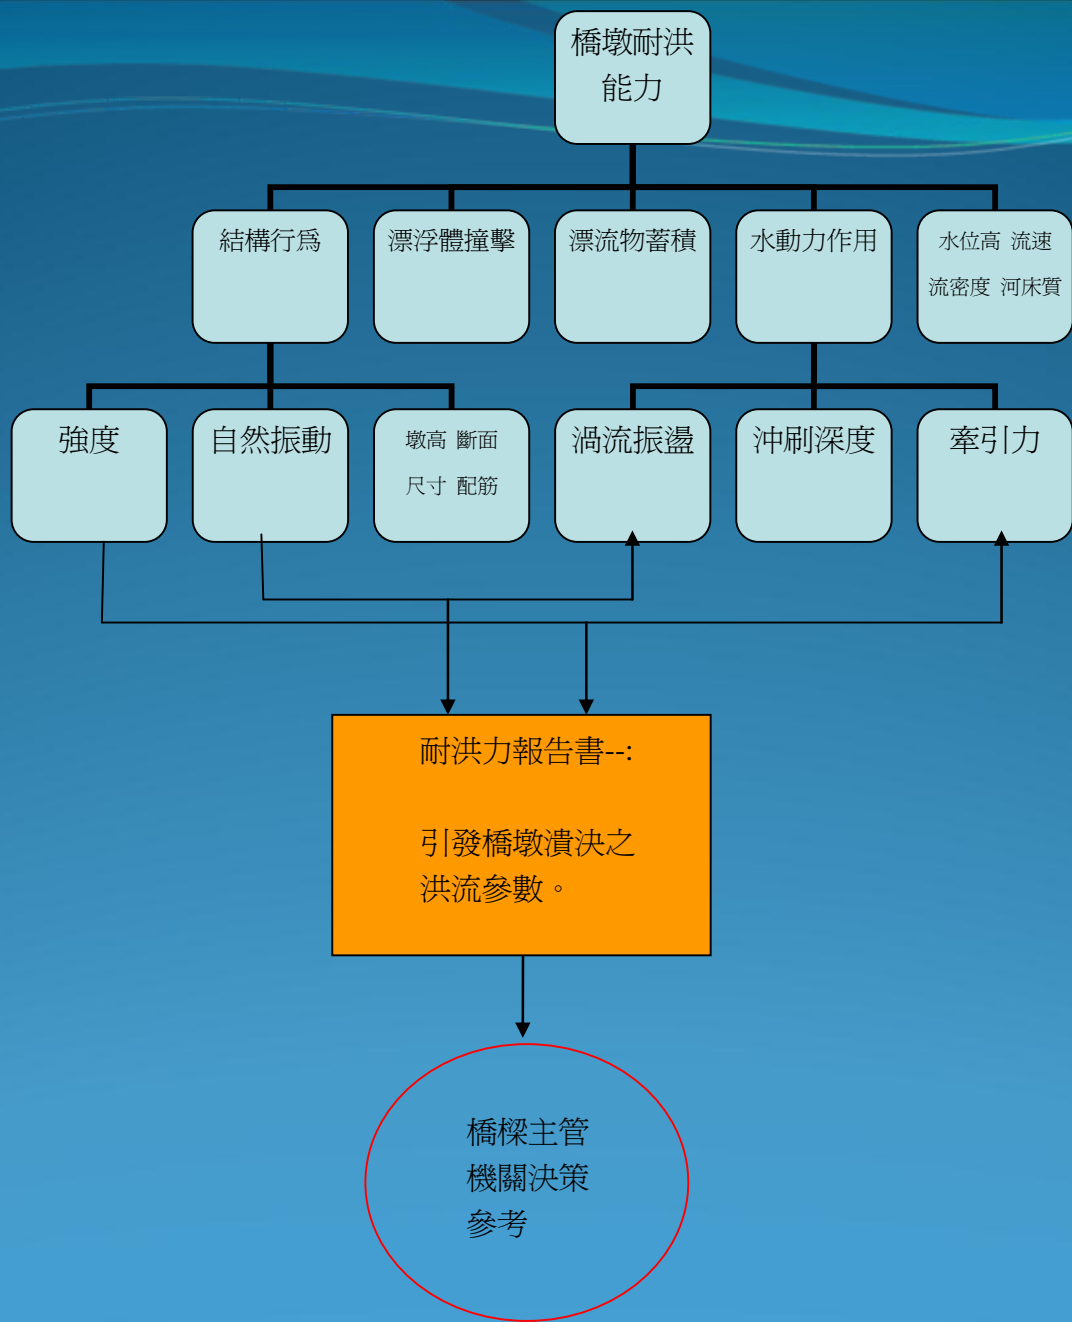 橋墩耐洪
能力
結構行為
漂浮體撞擊
漂流物蓄積
水動力作用
水位高 流速
流密度 河床質
強度
自然振動
墩高 斷面
尺寸 配筋
渦流振盪
沖刷深度
牽引力
耐洪力報告書--:
引發橋墩潰決之
洪流參數。
橋樑主管
機關決策
參考